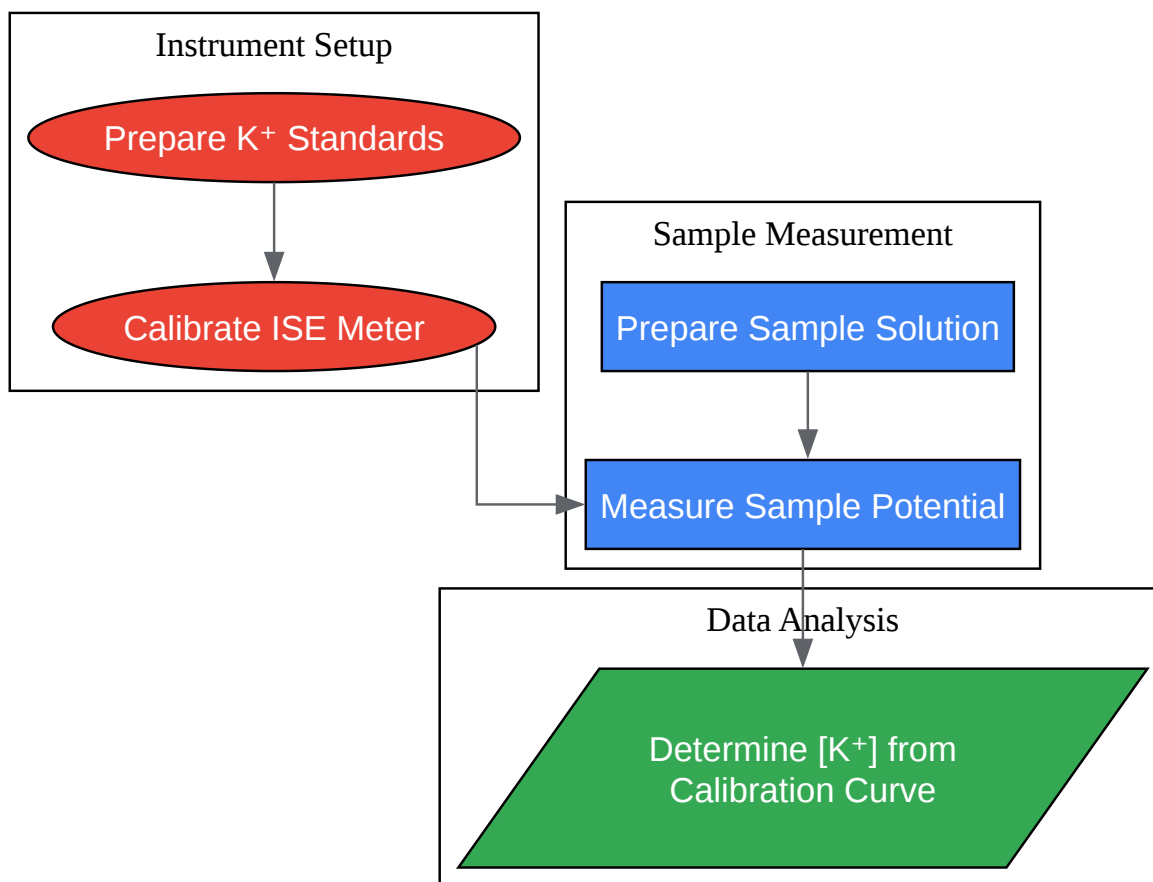 Instrument Setup
Prepare K⁺ Standards
Calibrate ISE Meter
Sample Measurement
Prepare Sample Solution
Measure Sample Potential
Data Analysis
Determine [K⁺] from
Calibration Curve